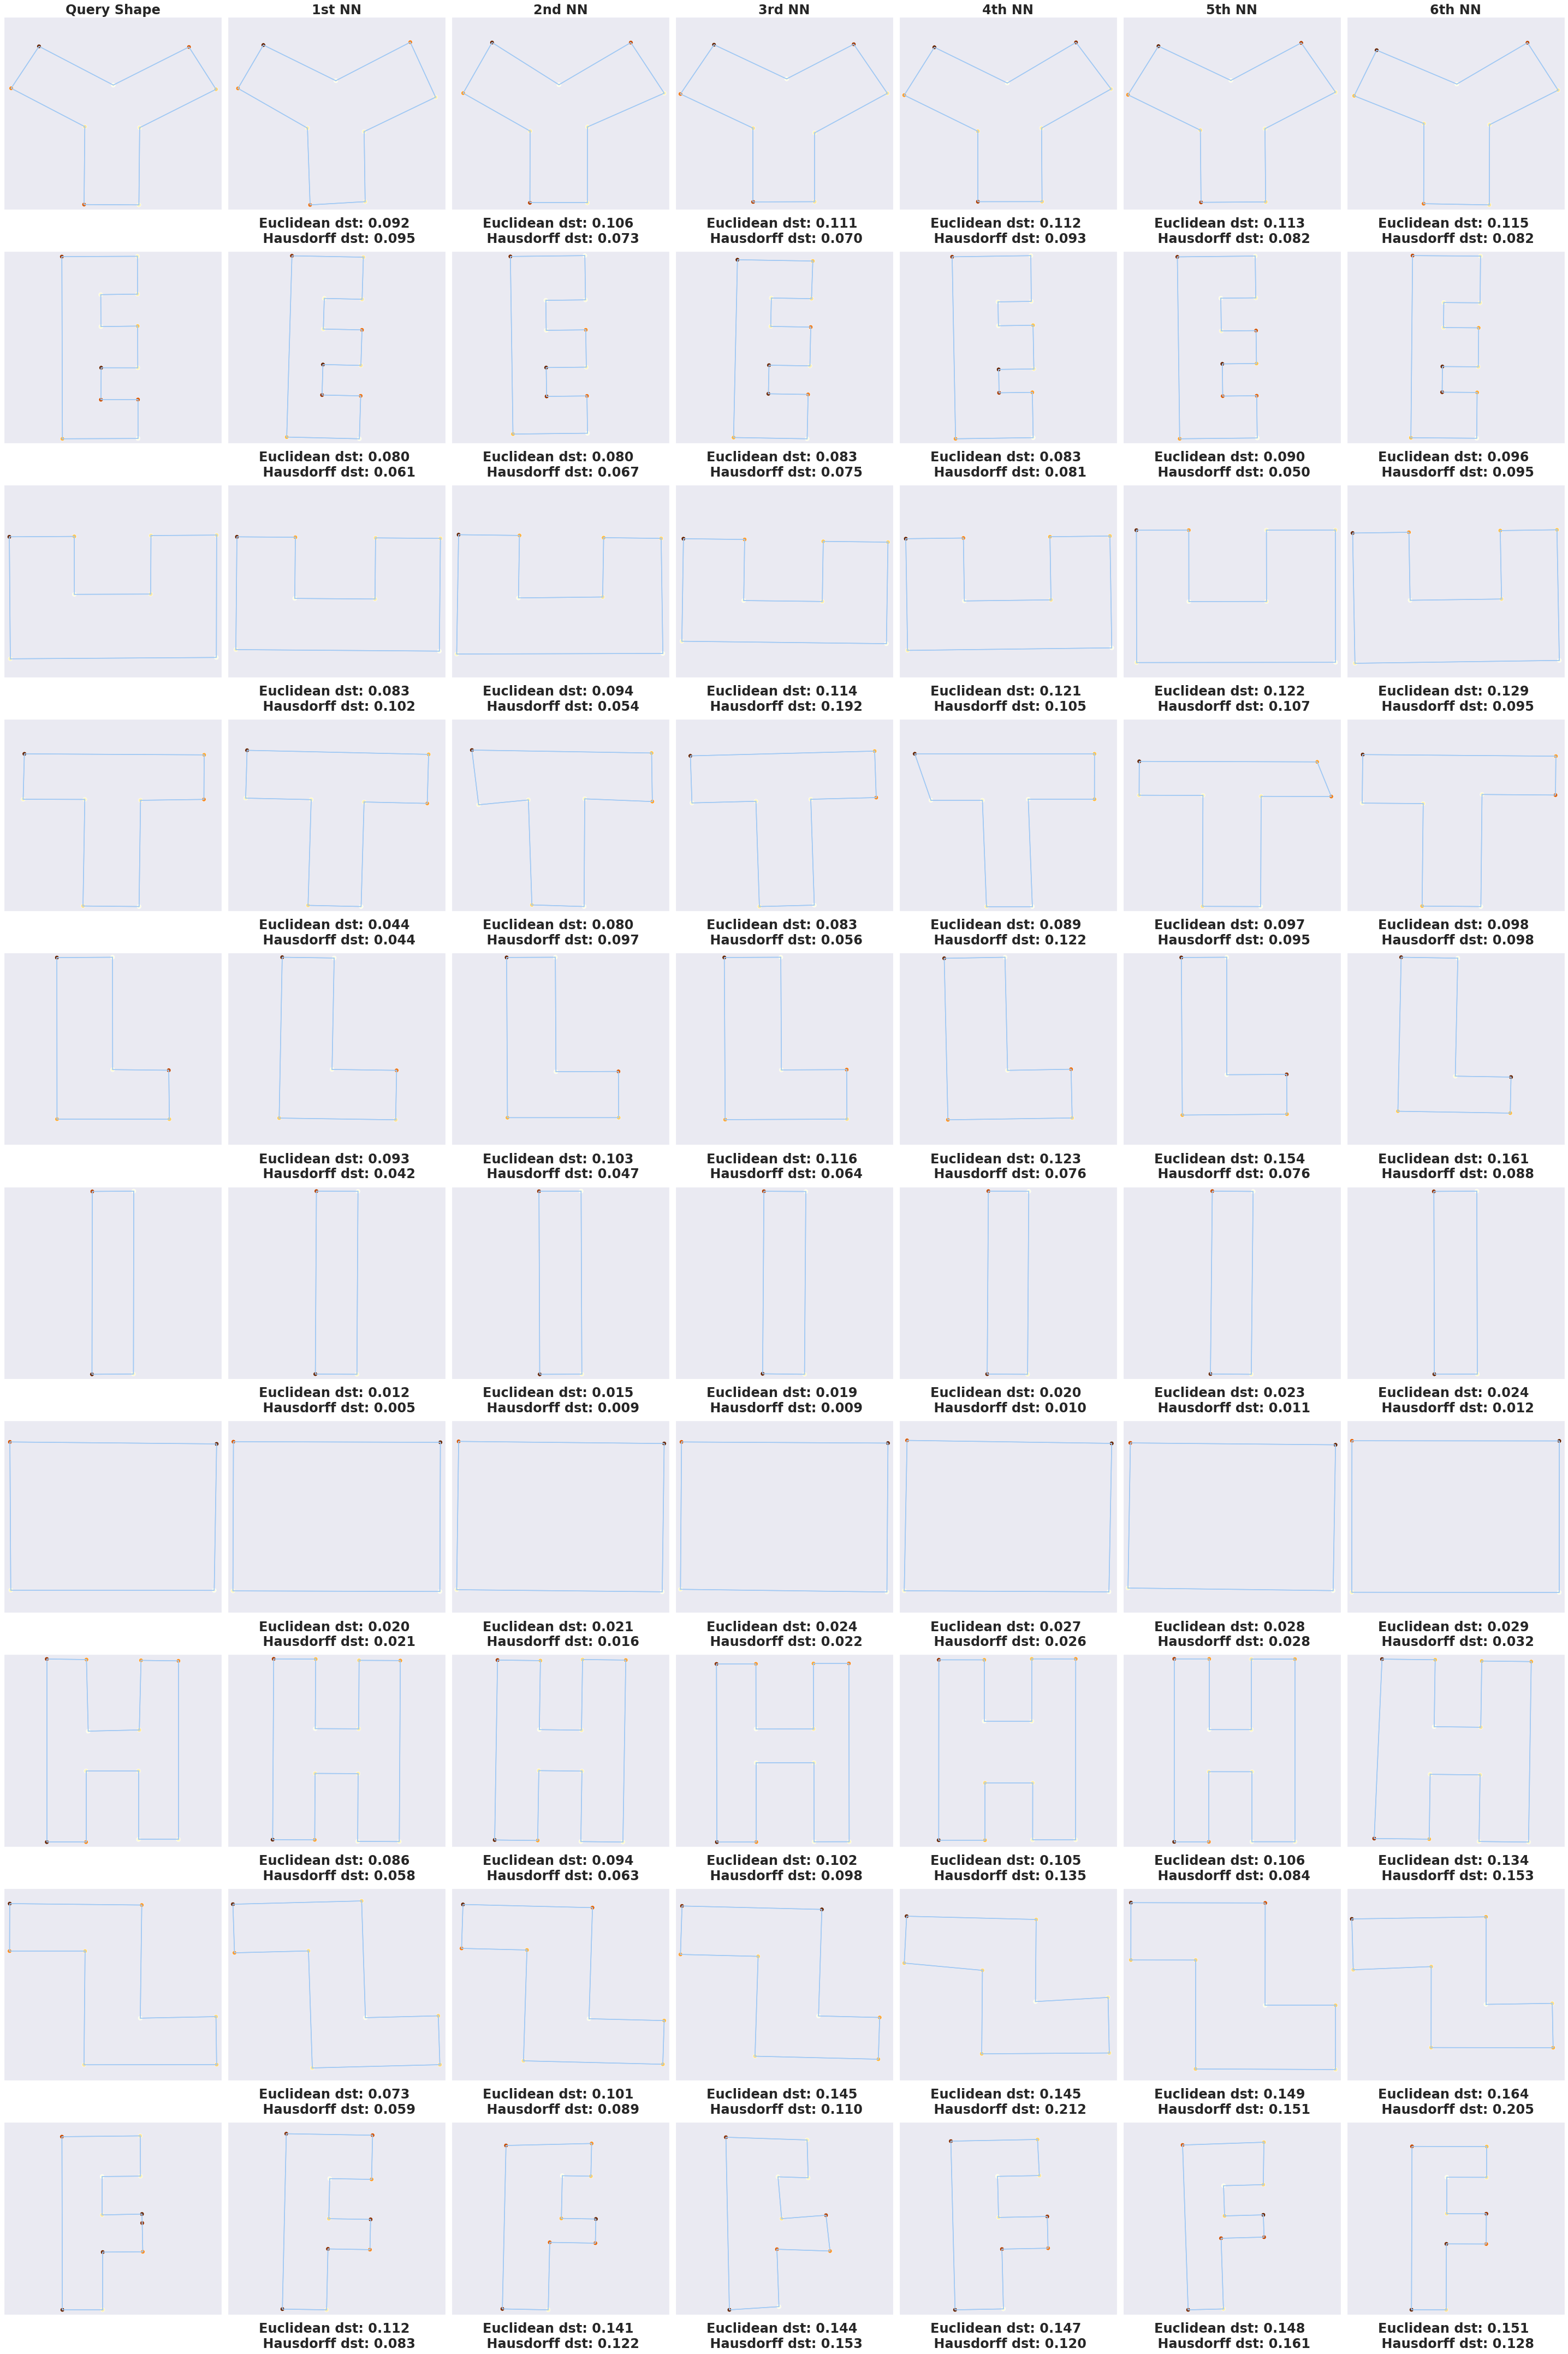 Query Shape 1st NN 2nd NN 3rd NN 4th NN 5th NN 6th NN
Euclidean dst: 0.092 Euclidean dst: 0.106 Euclidean dst: 0.111 Euclidean dst: 0.112 Euclidean dst: 0.113 Euclidean dst: 0.115
Hausdorff dst: 0.095 Hausdorff dst: 0.073 Hausdorff dst: 0.070 Hausdorff dst: 0.093 Hausdorff dst: 0.082 Hausdorff dst: 0.082
Euclidean dst: 0.080 Euclidean dst: 0.080 Euclidean dst: 0.083 Euclidean dst: 0.083 Euclidean dst: 0.090 Euclidean dst: 0.096
Hausdorff dst: 0.061 Hausdorff dst: 0.067 Hausdorff dst: 0.075 Hausdorff dst: 0.081 Hausdorff dst: 0.050 Hausdorff dst: 0.095
Euclidean dst: 0.083 Euclidean dst: 0.094 Euclidean dst: 0.114 Euclidean dst: 0.121 Euclidean dst: 0.122 Euclidean dst: 0.129
Hausdorff dst: 0.102 Hausdorff dst: 0.054 Hausdorff dst: 0.192 Hausdorff dst: 0.105 Hausdorff dst: 0.107 Hausdorff dst: 0.095
Euclidean dst: 0.044 Euclidean dst: 0.080 Euclidean dst: 0.083 Euclidean dst: 0.089 Euclidean dst: 0.097 Euclidean dst: 0.098
Hausdorff dst: 0.044 Hausdorff dst: 0.097 Hausdorff dst: 0.056 Hausdorff dst: 0.122 Hausdorff dst: 0.095 Hausdorff dst: 0.098
Euclidean dst: 0.093 Euclidean dst: 0.103 Euclidean dst: 0.116 Euclidean dst: 0.123 Euclidean dst: 0.154 Euclidean dst: 0.161
Hausdorff dst: 0.042 Hausdorff dst: 0.047 Hausdorff dst: 0.064 Hausdorff dst: 0.076 Hausdorff dst: 0.076 Hausdorff dst: 0.088
Euclidean dst: 0.012 Euclidean dst: 0.015 Euclidean dst: 0.019 Euclidean dst: 0.020 Euclidean dst: 0.023 Euclidean dst: 0.024
Hausdorff dst: 0.005 Hausdorff dst: 0.009 Hausdorff dst: 0.009 Hausdorff dst: 0.010 Hausdorff dst: 0.011 Hausdorff dst: 0.012
Euclidean dst: 0.020 Euclidean dst: 0.021 Euclidean dst: 0.024 Euclidean dst: 0.027 Euclidean dst: 0.028 Euclidean dst: 0.029
Hausdorff dst: 0.021 Hausdorff dst: 0.016 Hausdorff dst: 0.022 Hausdorff dst: 0.026 Hausdorff dst: 0.028 Hausdorff dst: 0.032
Euclidean dst: 0.086 Euclidean dst: 0.094 Euclidean dst: 0.102 Euclidean dst: 0.105 Euclidean dst: 0.106 Euclidean dst: 0.134
Hausdorff dst: 0.058 Hausdorff dst: 0.063 Hausdorff dst: 0.098 Hausdorff dst: 0.135 Hausdorff dst: 0.084 Hausdorff dst: 0.153
Euclidean dst: 0.073 Euclidean dst: 0.101 Euclidean dst: 0.145 Euclidean dst: 0.145 Euclidean dst: 0.149 Euclidean dst: 0.164
Hausdorff dst: 0.059 Hausdorff dst: 0.089 Hausdorff dst: 0.110 Hausdorff dst: 0.212 Hausdorff dst: 0.151 Hausdorff dst: 0.205
Euclidean dst: 0.112 Euclidean dst: 0.141 Euclidean dst: 0.144 Euclidean dst: 0.147 Euclidean dst: 0.148 Euclidean dst: 0.151
Hausdorff dst: 0.083 Hausdorff dst: 0.122 Hausdorff dst: 0.153 Hausdorff dst: 0.120 Hausdorff dst: 0.161 Hausdorff dst: 0.128